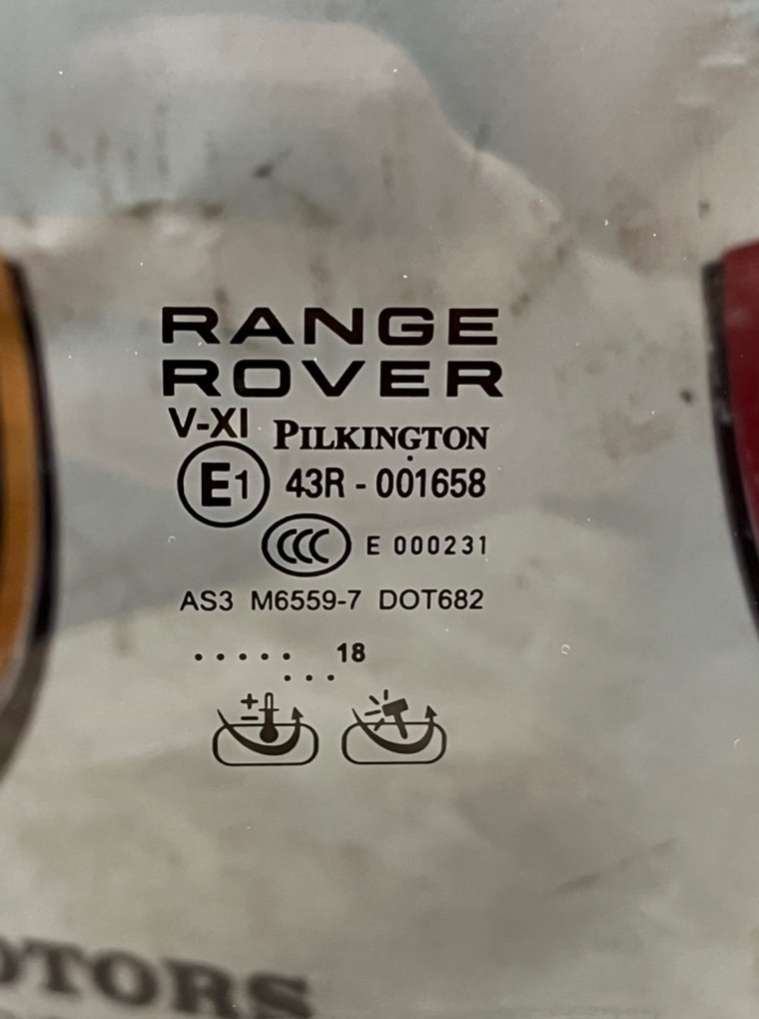 RANGE
ROVER
V-XI PILKINGTON
E1 43R - 001658
CCC E 000231
AS3 M6559-7 DOT682
..... 18
...
+
-
OTORS